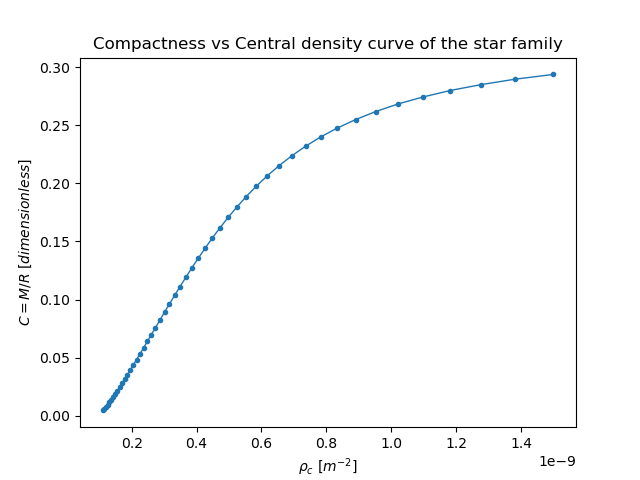 Compactness vs Central density curve of the star family
C = M/R [dimensionless]
0.30
0.25
0.20
0.15
0.10
0.05
0.00
0.2 0.4 0.6 0.8 1.0 1.2 1.4
1e−9
ρc [m⁻²]